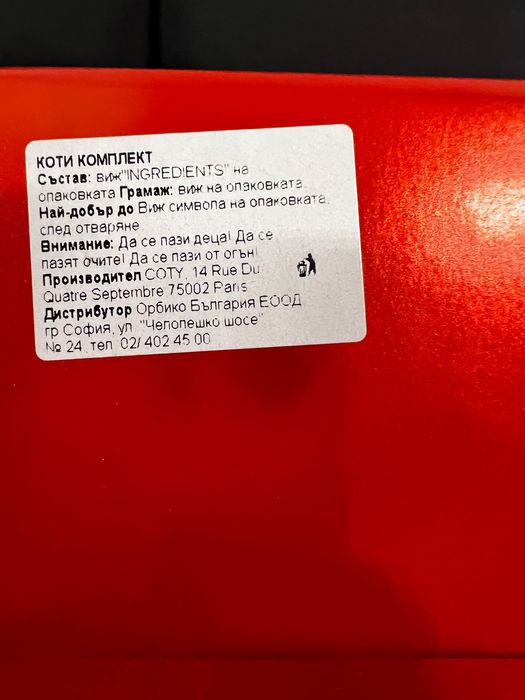 КОТИ КОМПЛЕКТ
Състав: виж"INGREDIENTS" на
опаковката Грамаж: виж на опаковката.
Най-добър до Виж символа на опаковката,
след отваряне
Внимание: Да се пази деца! Да се
пазят очите! Да се пази от огън!
Производител COTY, 14 Rue Du
Quatre Septembre 75002 Paris
Дистрибутор Орбико България ЕООД
гр София, ул. "Челопешко шосе"
№ 24, тел. 02/ 402 45 00